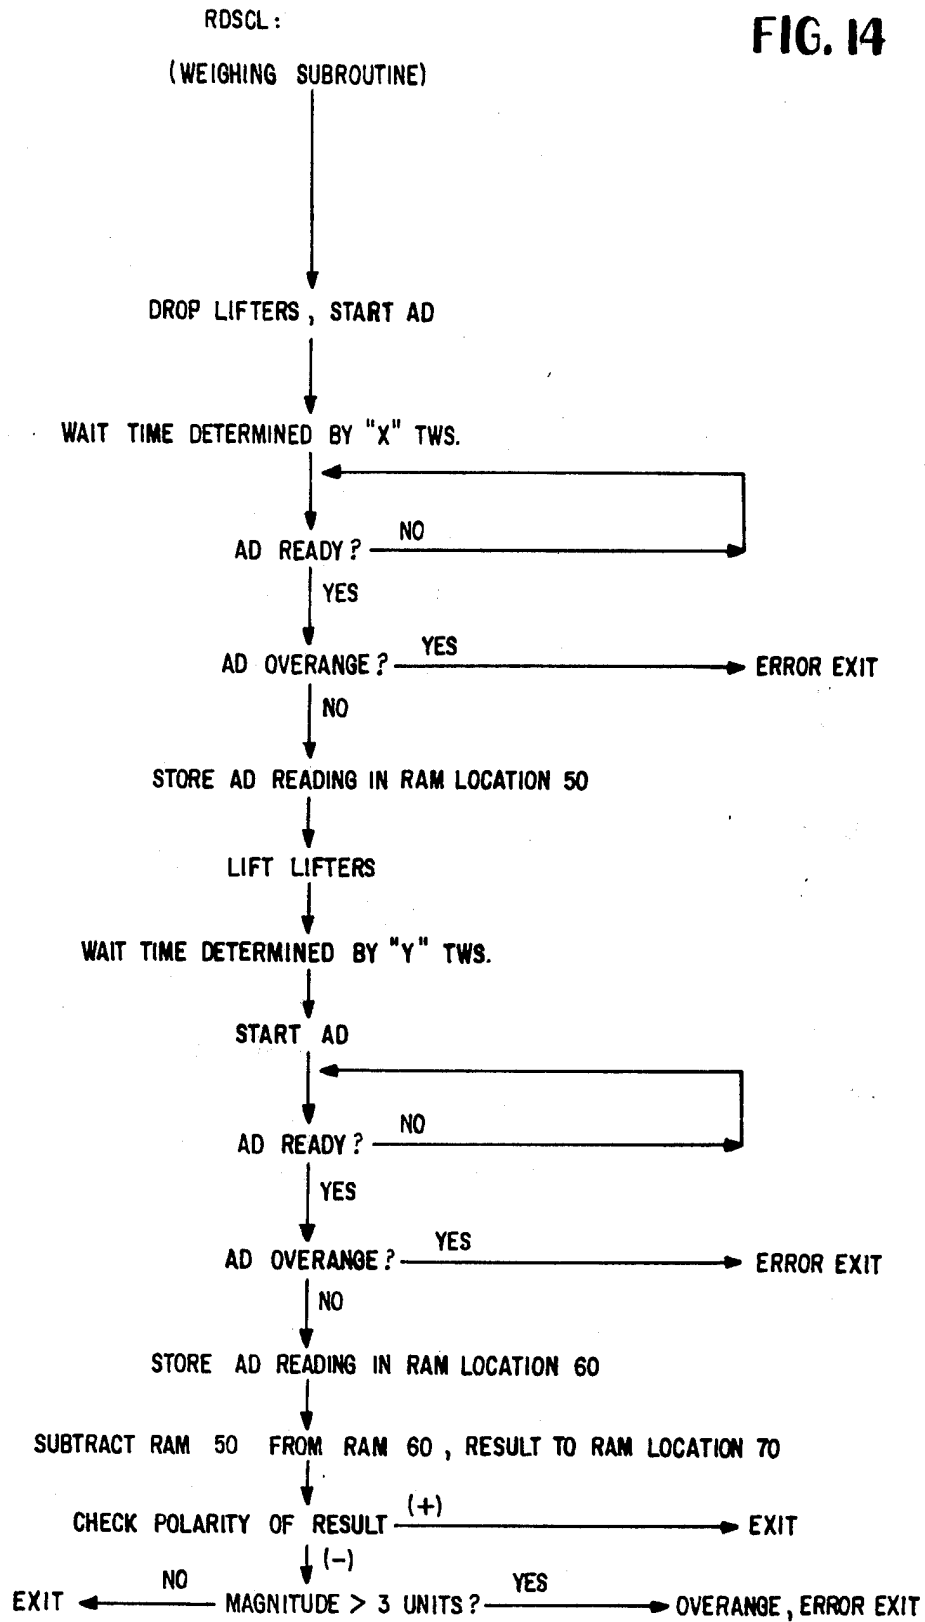 RDSCL:
FIG. 14
(WEIGHING SUBROUTINE)
DROP LIFTERS, START AD
WAIT TIME DETERMINED BY "X" TWS.
AD READY?
NO
YES
AD OVERANGE?
YES
ERROR EXIT
NO
STORE AD READING IN RAM LOCATION 50
LIFT LIFTERS
WAIT TIME DETERMINED BY "Y" TWS.
START AD
AD READY?
NO
YES
AD OVERANGE?
YES
ERROR EXIT
NO
STORE AD READING IN RAM LOCATION 60
SUBTRACT RAM 50 FROM RAM 60, RESULT TO RAM LOCATION 70
CHECK POLARITY OF RESULT
(+)
EXIT
(-)
EXIT
NO
MAGNITUDE > 3 UNITS?
YES
OVERANGE, ERROR EXIT